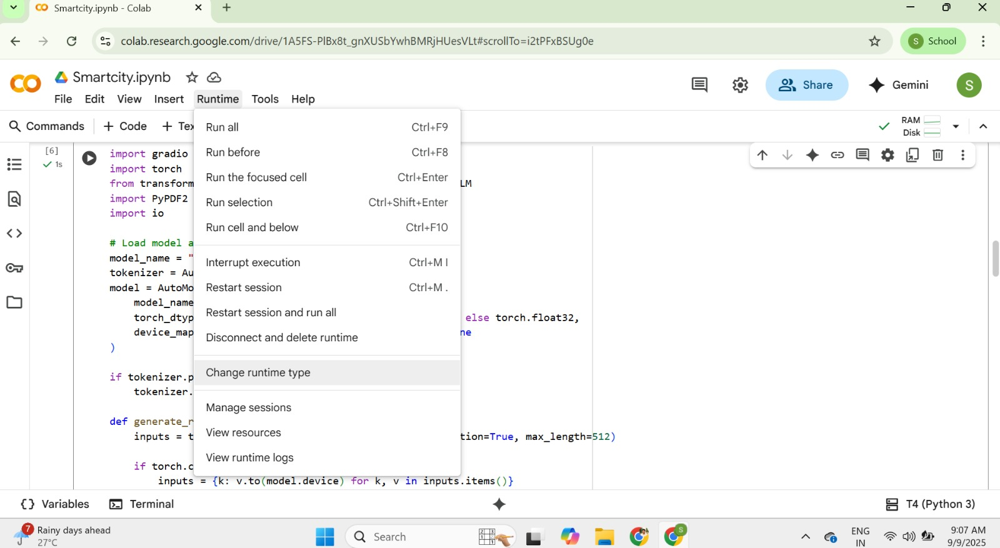 Smartcity.ipynb - Colab
colab.research.google.com/drive/1A5FS-PlBx8t_gnXUSbYwhBMRjHUesVLt#scrollTo=i2tPFxBSUg0e
S School
Smartcity.ipynb
Share
Gemini
S
File Edit View Insert Runtime Tools Help
Commands + Code + Tex
RAM
Disk
Run all Ctrl+F9
Run before Ctrl+F8
Run the focused cell Ctrl+Enter
Run selection Ctrl+Shift+Enter
Run cell and below Ctrl+F10
Interrupt execution Ctrl+M I
Restart session Ctrl+M .
Restart session and run all
Disconnect and delete runtime
Change runtime type
Manage sessions
View resources
View runtime logs
[6]
1s
import gradio
import torch
from transform LM
import PyPDF2
import io
# Load model a
model_name = "
tokenizer = Au
model = AutoMo
model_name
torch_dtyp else torch.float32,
device_map ne
)
if tokenizer.p
tokenizer.
def generate_r
inputs = t tion=True, max_length=512)
if torch.c
inputs = {k: v.to(model.device) for k, v in inputs.items()}
Variables Terminal T4 (Python 3)
7
Rainy days ahead
27°C
Search
S
ENG
IN
9:07 AM
9/9/2025